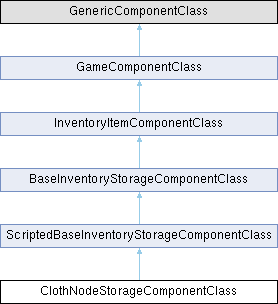 GenericComponentClass
GameComponentClass
InventoryItemComponentClass
BaseInventoryStorageComponentClass
ScriptedBaseInventoryStorageComponentClass
ClothNodeStorageComponentClass